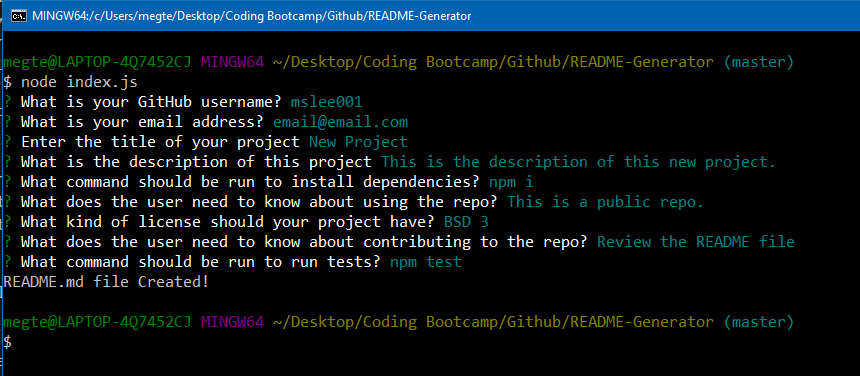 MINGW64:/c/Users/megte/Desktop/Coding Bootcamp/Github/README-Generator
megte@LAPTOP-4Q7452CJ MINGW64 ~/Desktop/Coding Bootcamp/Github/README-Generator (master)
$ node index.js
? What is your GitHub username? mslee001
? What is your email address? email@email.com
? Enter the title of your project New Project
? What is the description of this project This is the description of this new project.
? What command should be run to install dependencies? npm i
? What does the user need to know about using the repo? This is a public repo.
? What kind of license should your project have? BSD 3
? What does the user need to know about contributing to the repo? Review the README file
? What command should be run to run tests? npm test
README.md file Created!
megte@LAPTOP-4Q7452CJ MINGW64 ~/Desktop/Coding Bootcamp/Github/README-Generator (master)
$